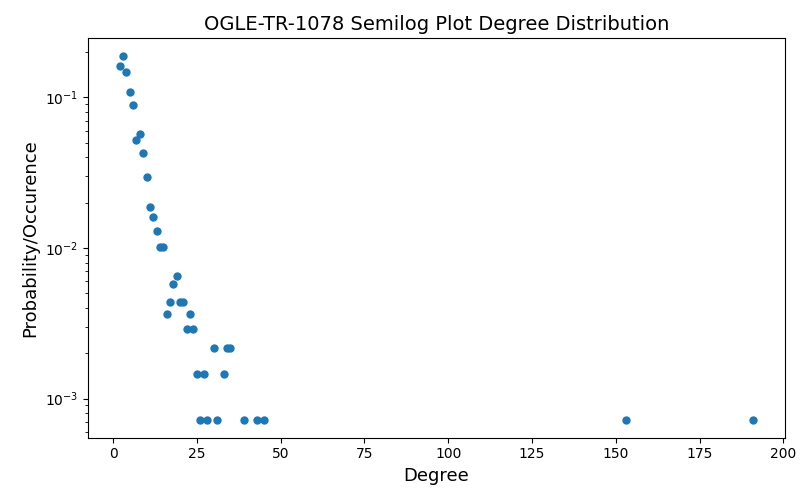 OGLE-TR-1078 Semilog Plot Degree Distribution
Probability/Occurence
10⁻¹
10⁻²
10⁻³
0 25 50 75 100 125 150 175 200
Degree